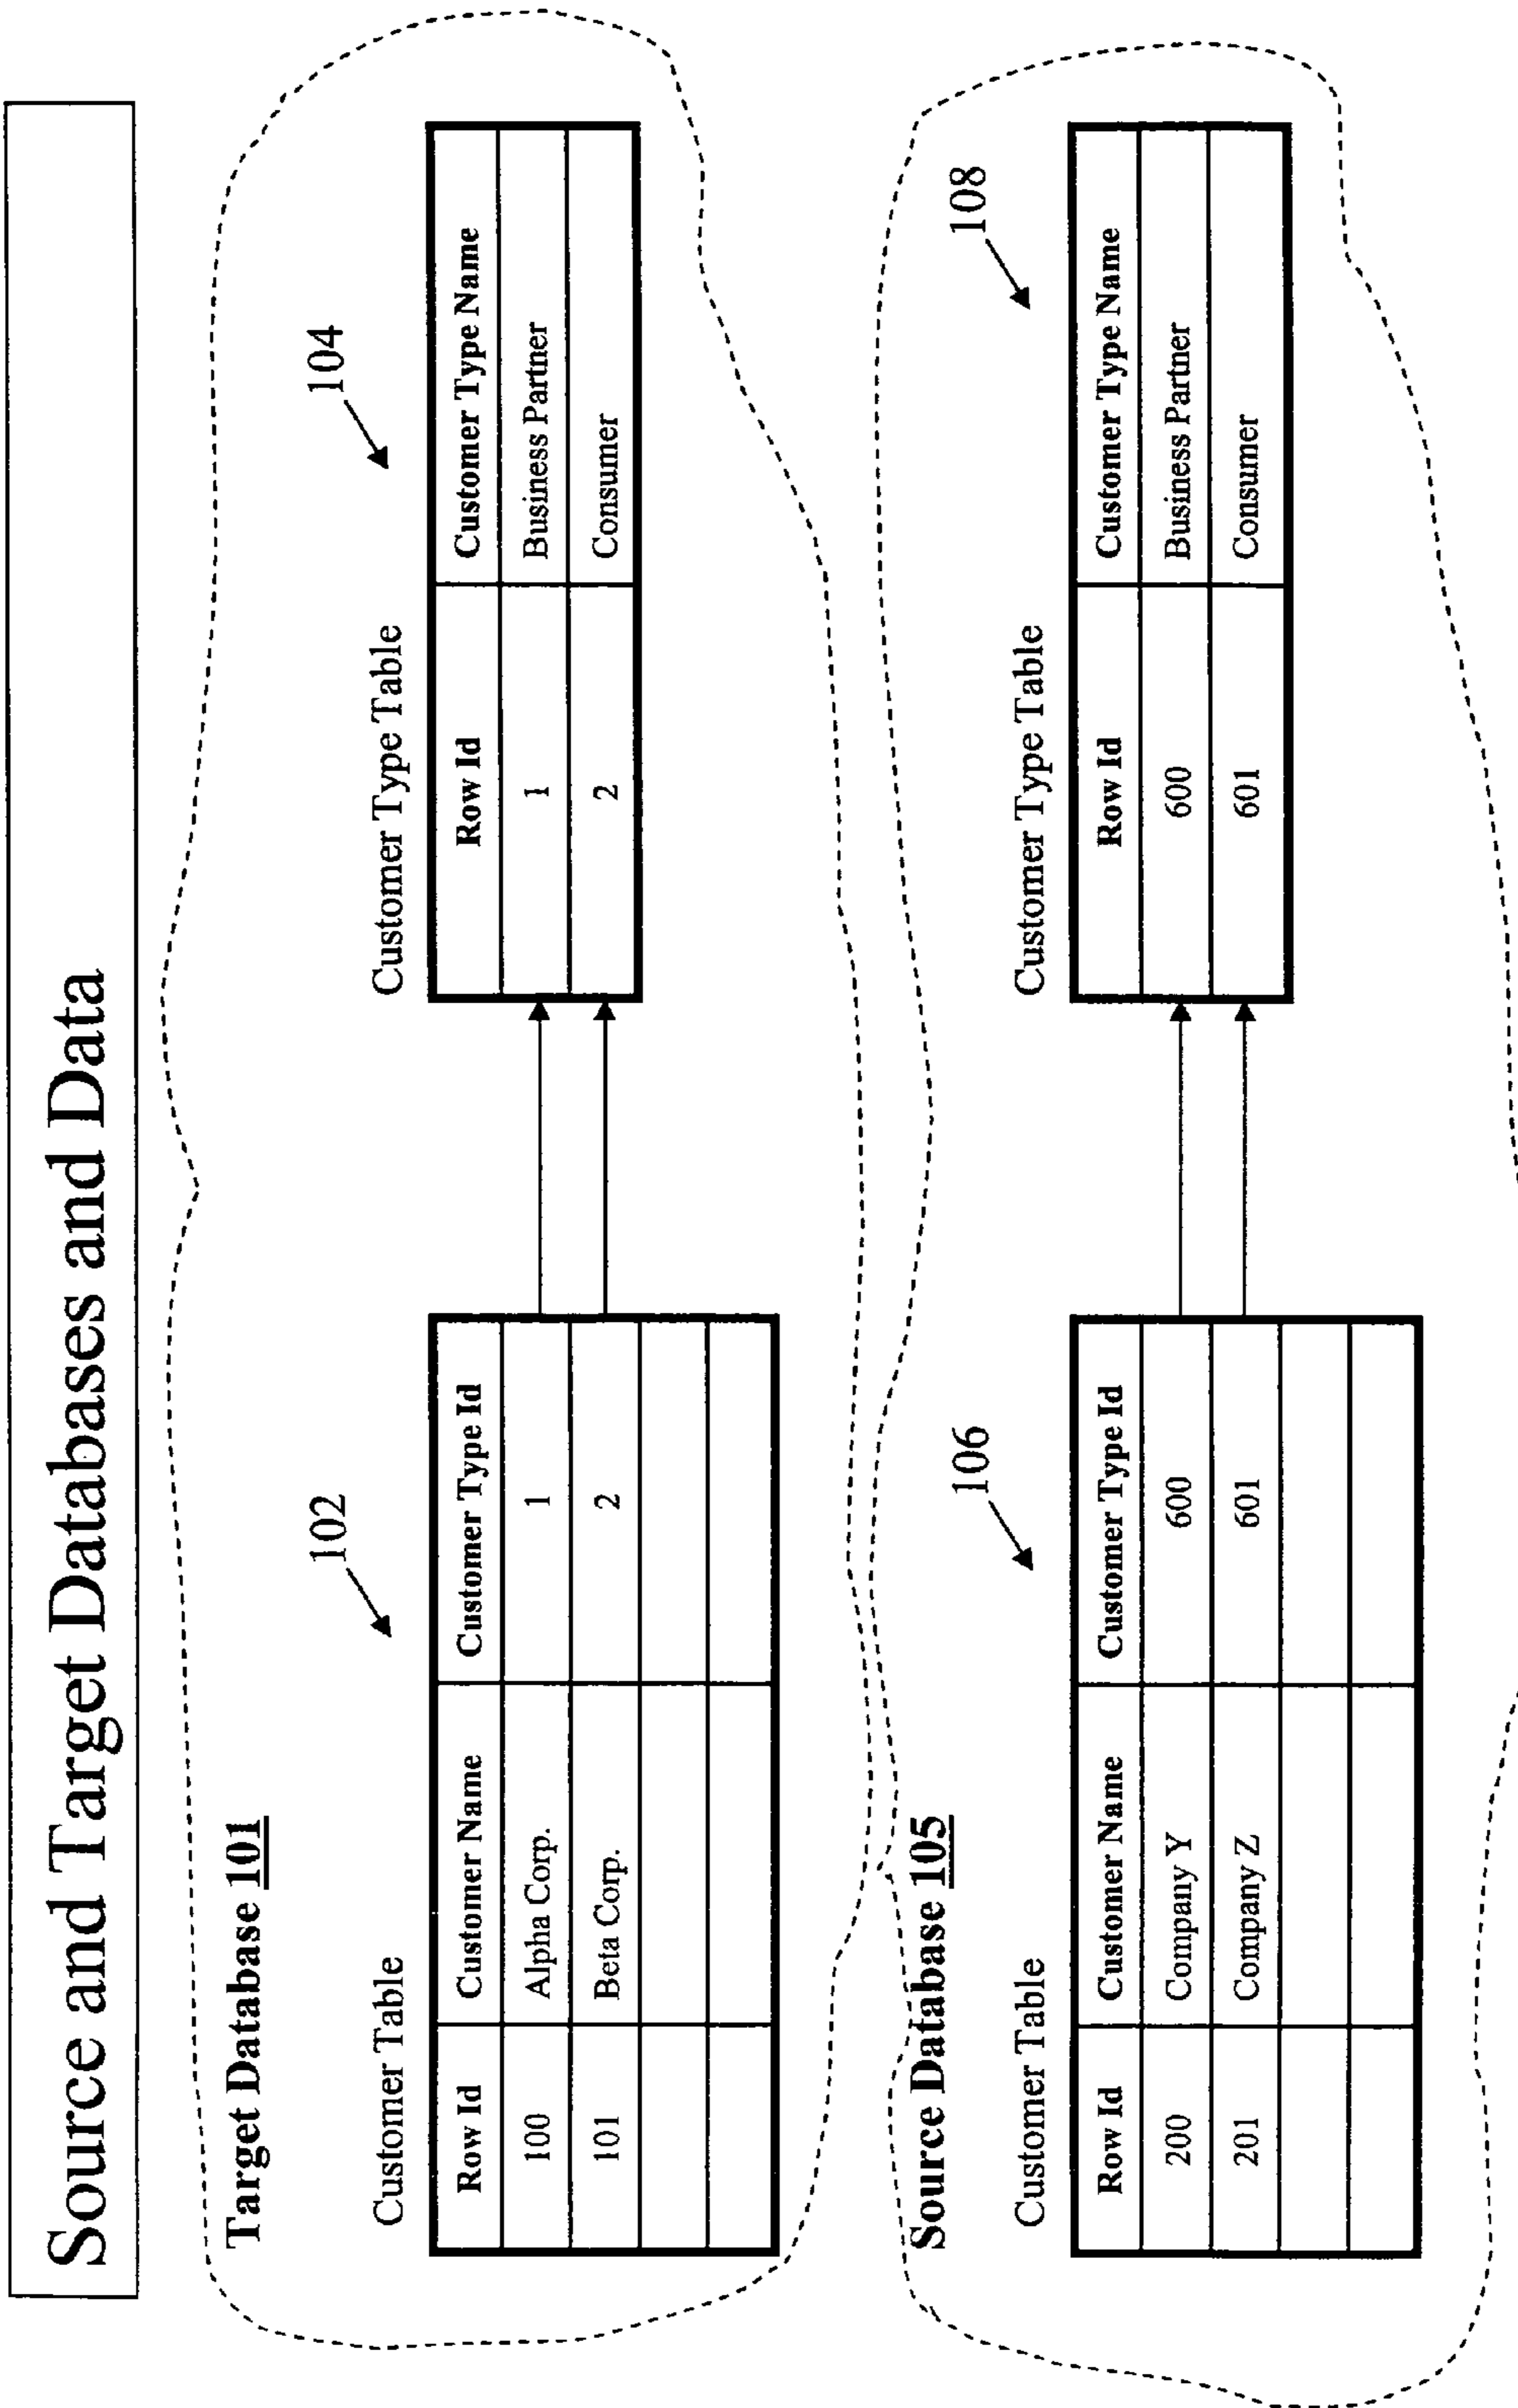 Source and Target Databases and Data
Target Database 101
102
104
Customer Table
Customer Type Table
Row Id Customer Name Customer Type Id
100 Alpha Corp. 1
101 Beta Corp. 2
Row Id Customer Type Name
1 Business Partner
2 Consumer
Source Database 105
106
108
Customer Table
Customer Type Table
Row Id Customer Name Customer Type Id
200 Company Y 600
201 Company Z 601
Row Id Customer Type Name
600 Business Partner
601 Consumer